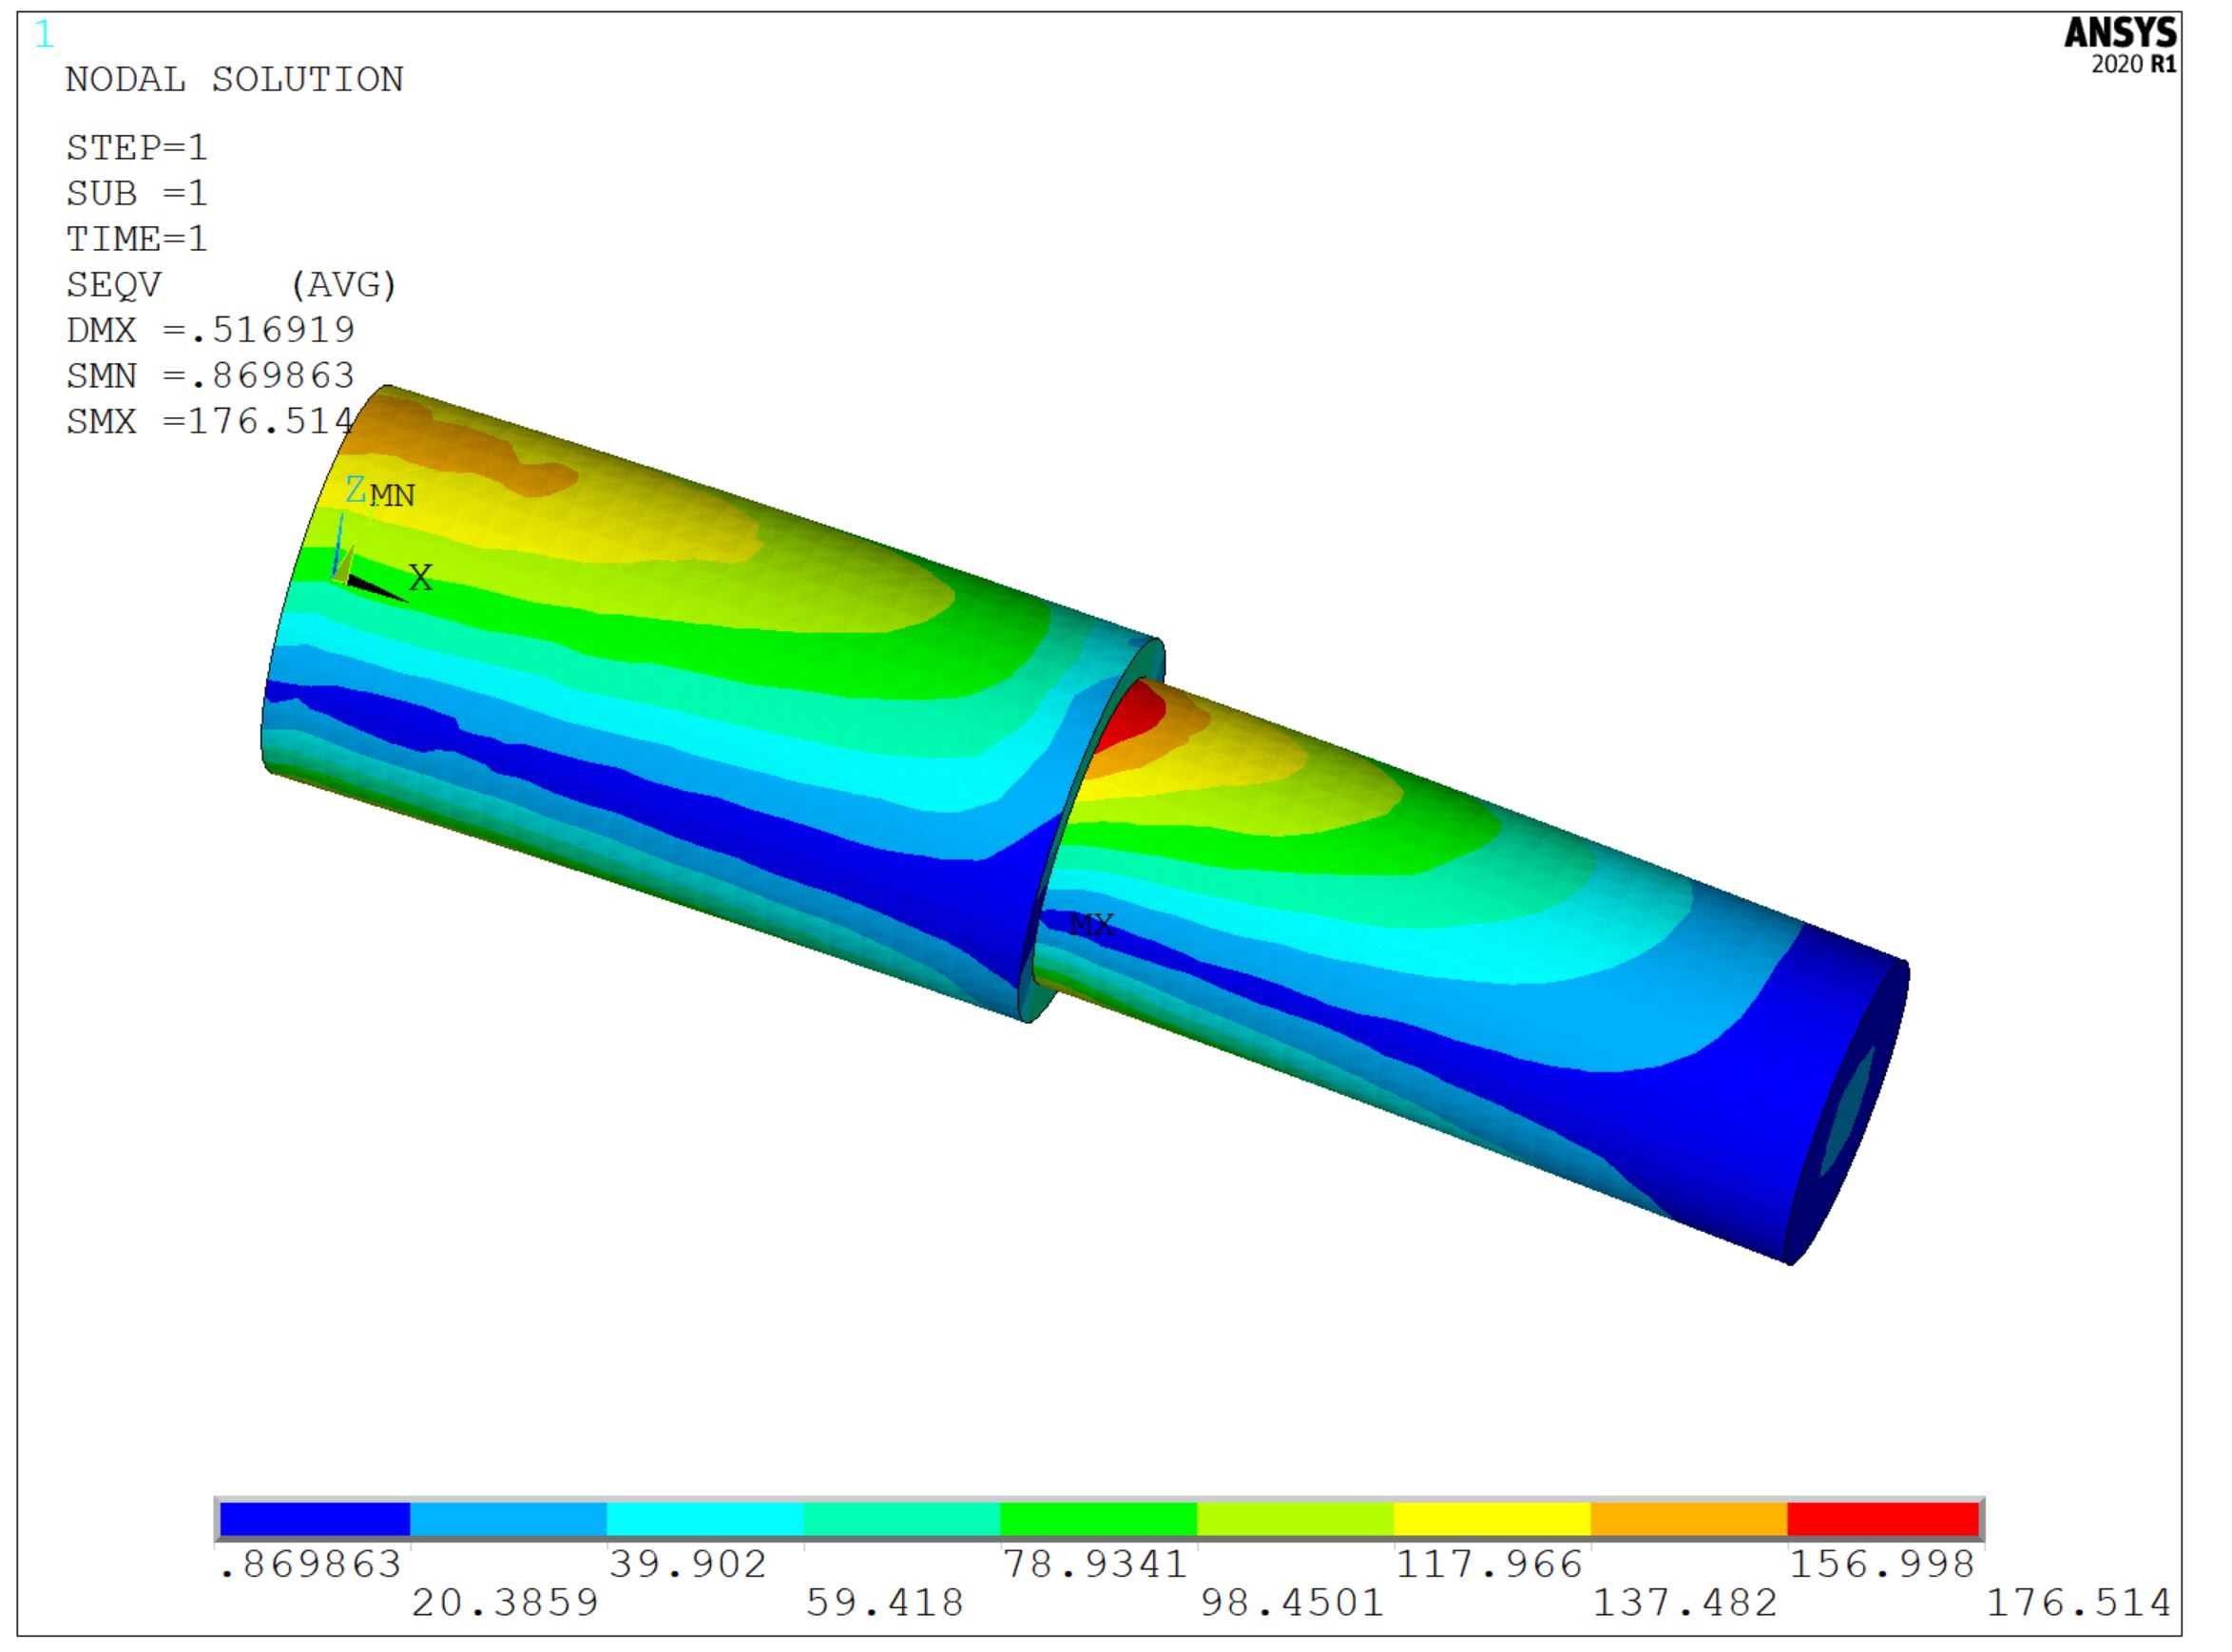 1
ANSYS
2020 R1
NODAL SOLUTION
STEP=1
SUB =1
TIME=1
SEQV (AVG)
DMX =.516919
SMN =.869863
SMX =176.514
Z
MN
X
MX
.869863 39.902 78.9341 117.966 156.998
20.3859 59.418 98.4501 137.482 176.514